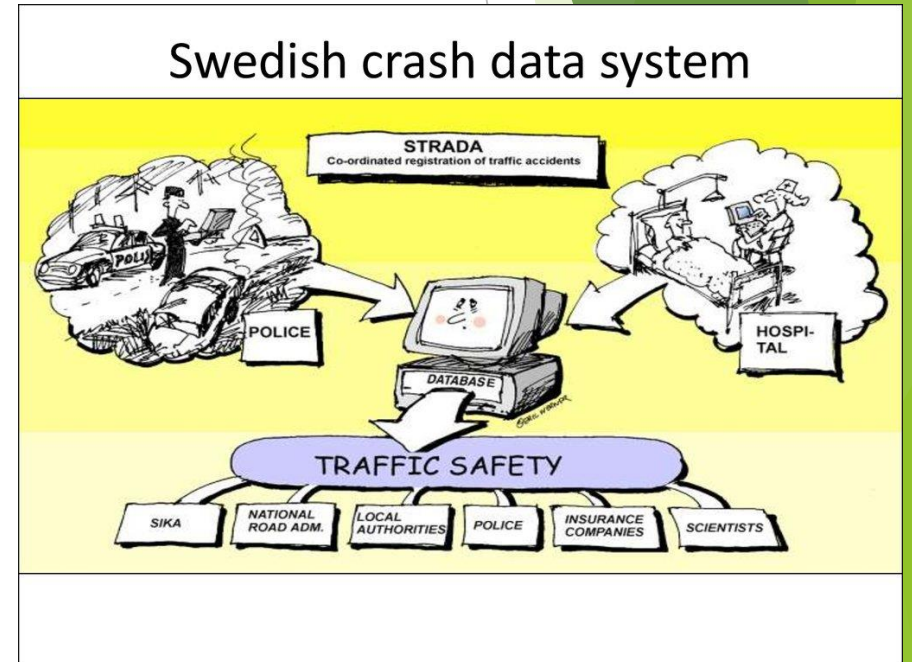 Swedish crash data system
STRADA
Co-ordinated registration of traffic accidents
POLIS
POLICE
HOSPI-
TAL
DATABASE
TRAFFIC SAFETY
SIKA
NATIONAL
ROAD ADM.
LOCAL
AUTHORITIES
POLICE
INSURANCE
COMPANIES
SCIENTISTS